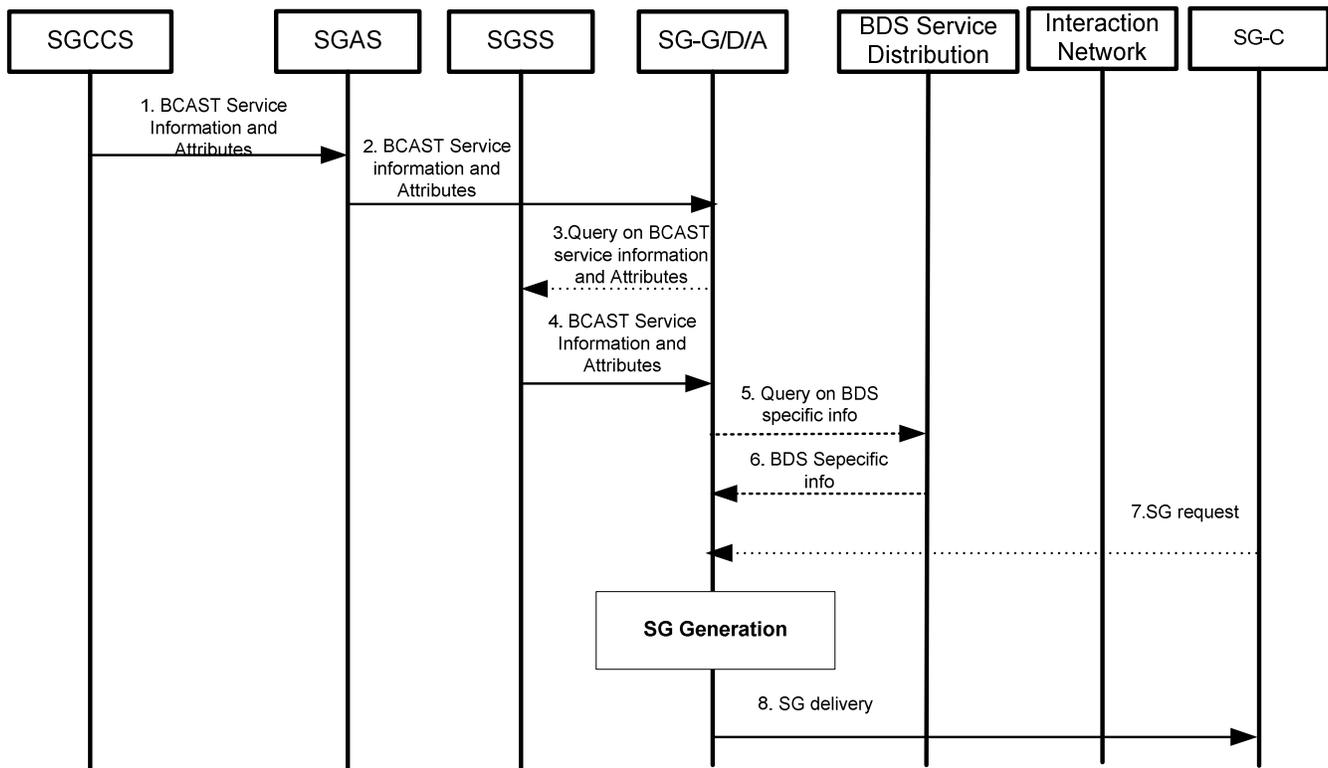 SGCCS
SGAS
SGSS
SG-G/D/A
BDS Service
Distribution
Interaction
Network
SG-C
1. BCAST Service
Information and
Attributes
2. BCAST Service
information and
Attributes
3.Query on BCAST
service information
and Attributes
4. BCAST Service
Information and
Attributes
5. Query on BDS
specific info
6. BDS Sepecific
info
7.SG request
SG Generation
8. SG delivery